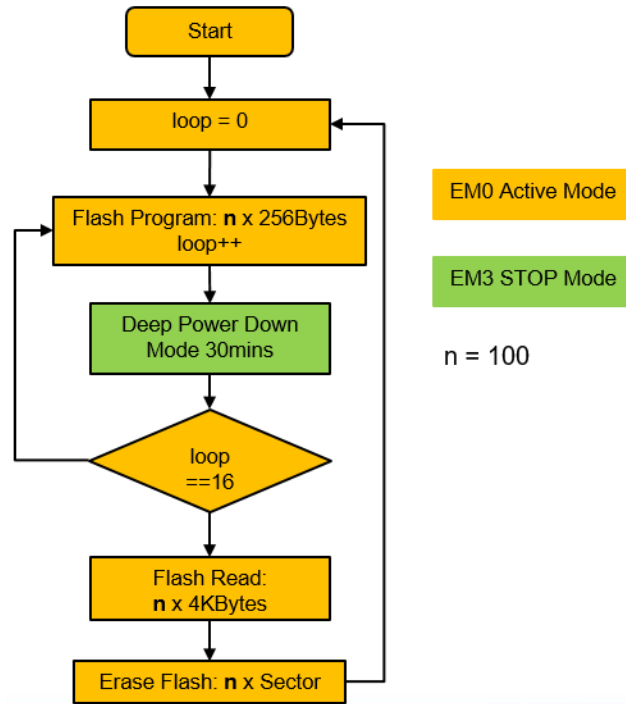 Start
loop = 0
Flash Program: n x 256Bytes
loop++
Deep Power Down
Mode 30mins
loop
==16
Flash Read:
n x 4KBytes
Erase Flash: n x Sector
EM0 Active Mode
EM3 STOP Mode
n = 100